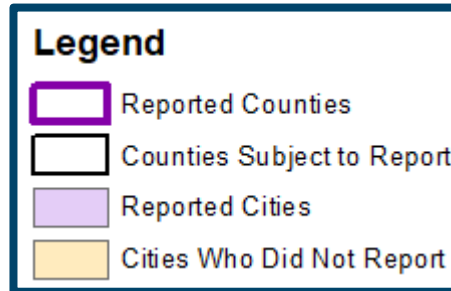 Legend
Reported Counties
Counties Subject to Report
Reported Cities
Cities Who Did Not Report